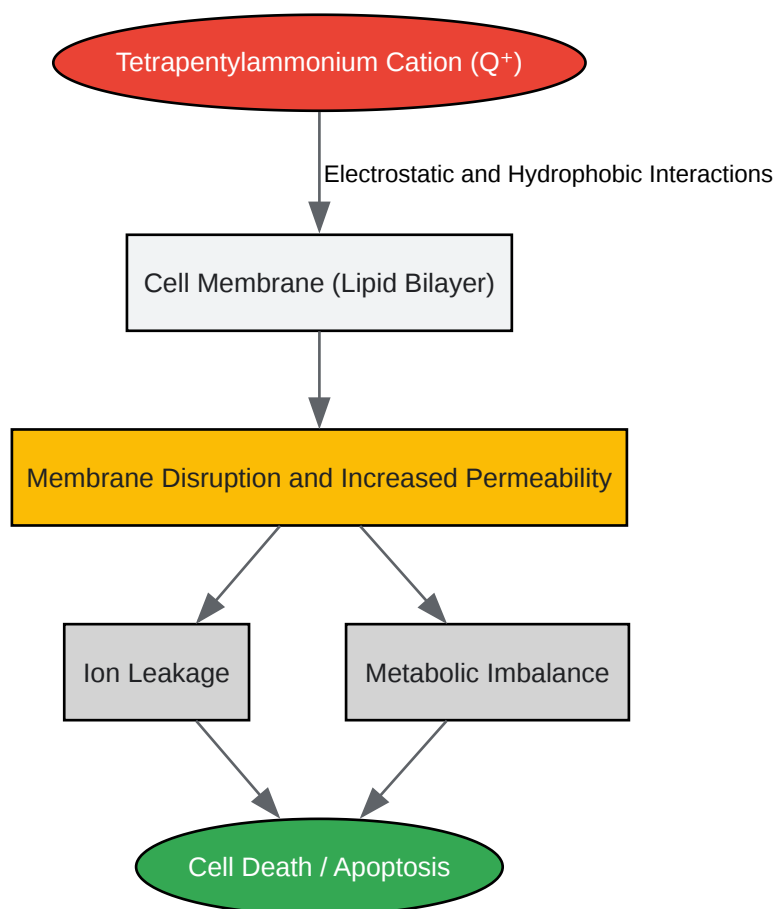 Tetrapentylammonium Cation (Q⁺)
Electrostatic and Hydrophobic Interactions
Cell Membrane (Lipid Bilayer)
Membrane Disruption and Increased Permeability
Ion Leakage
Metabolic Imbalance
Cell Death / Apoptosis